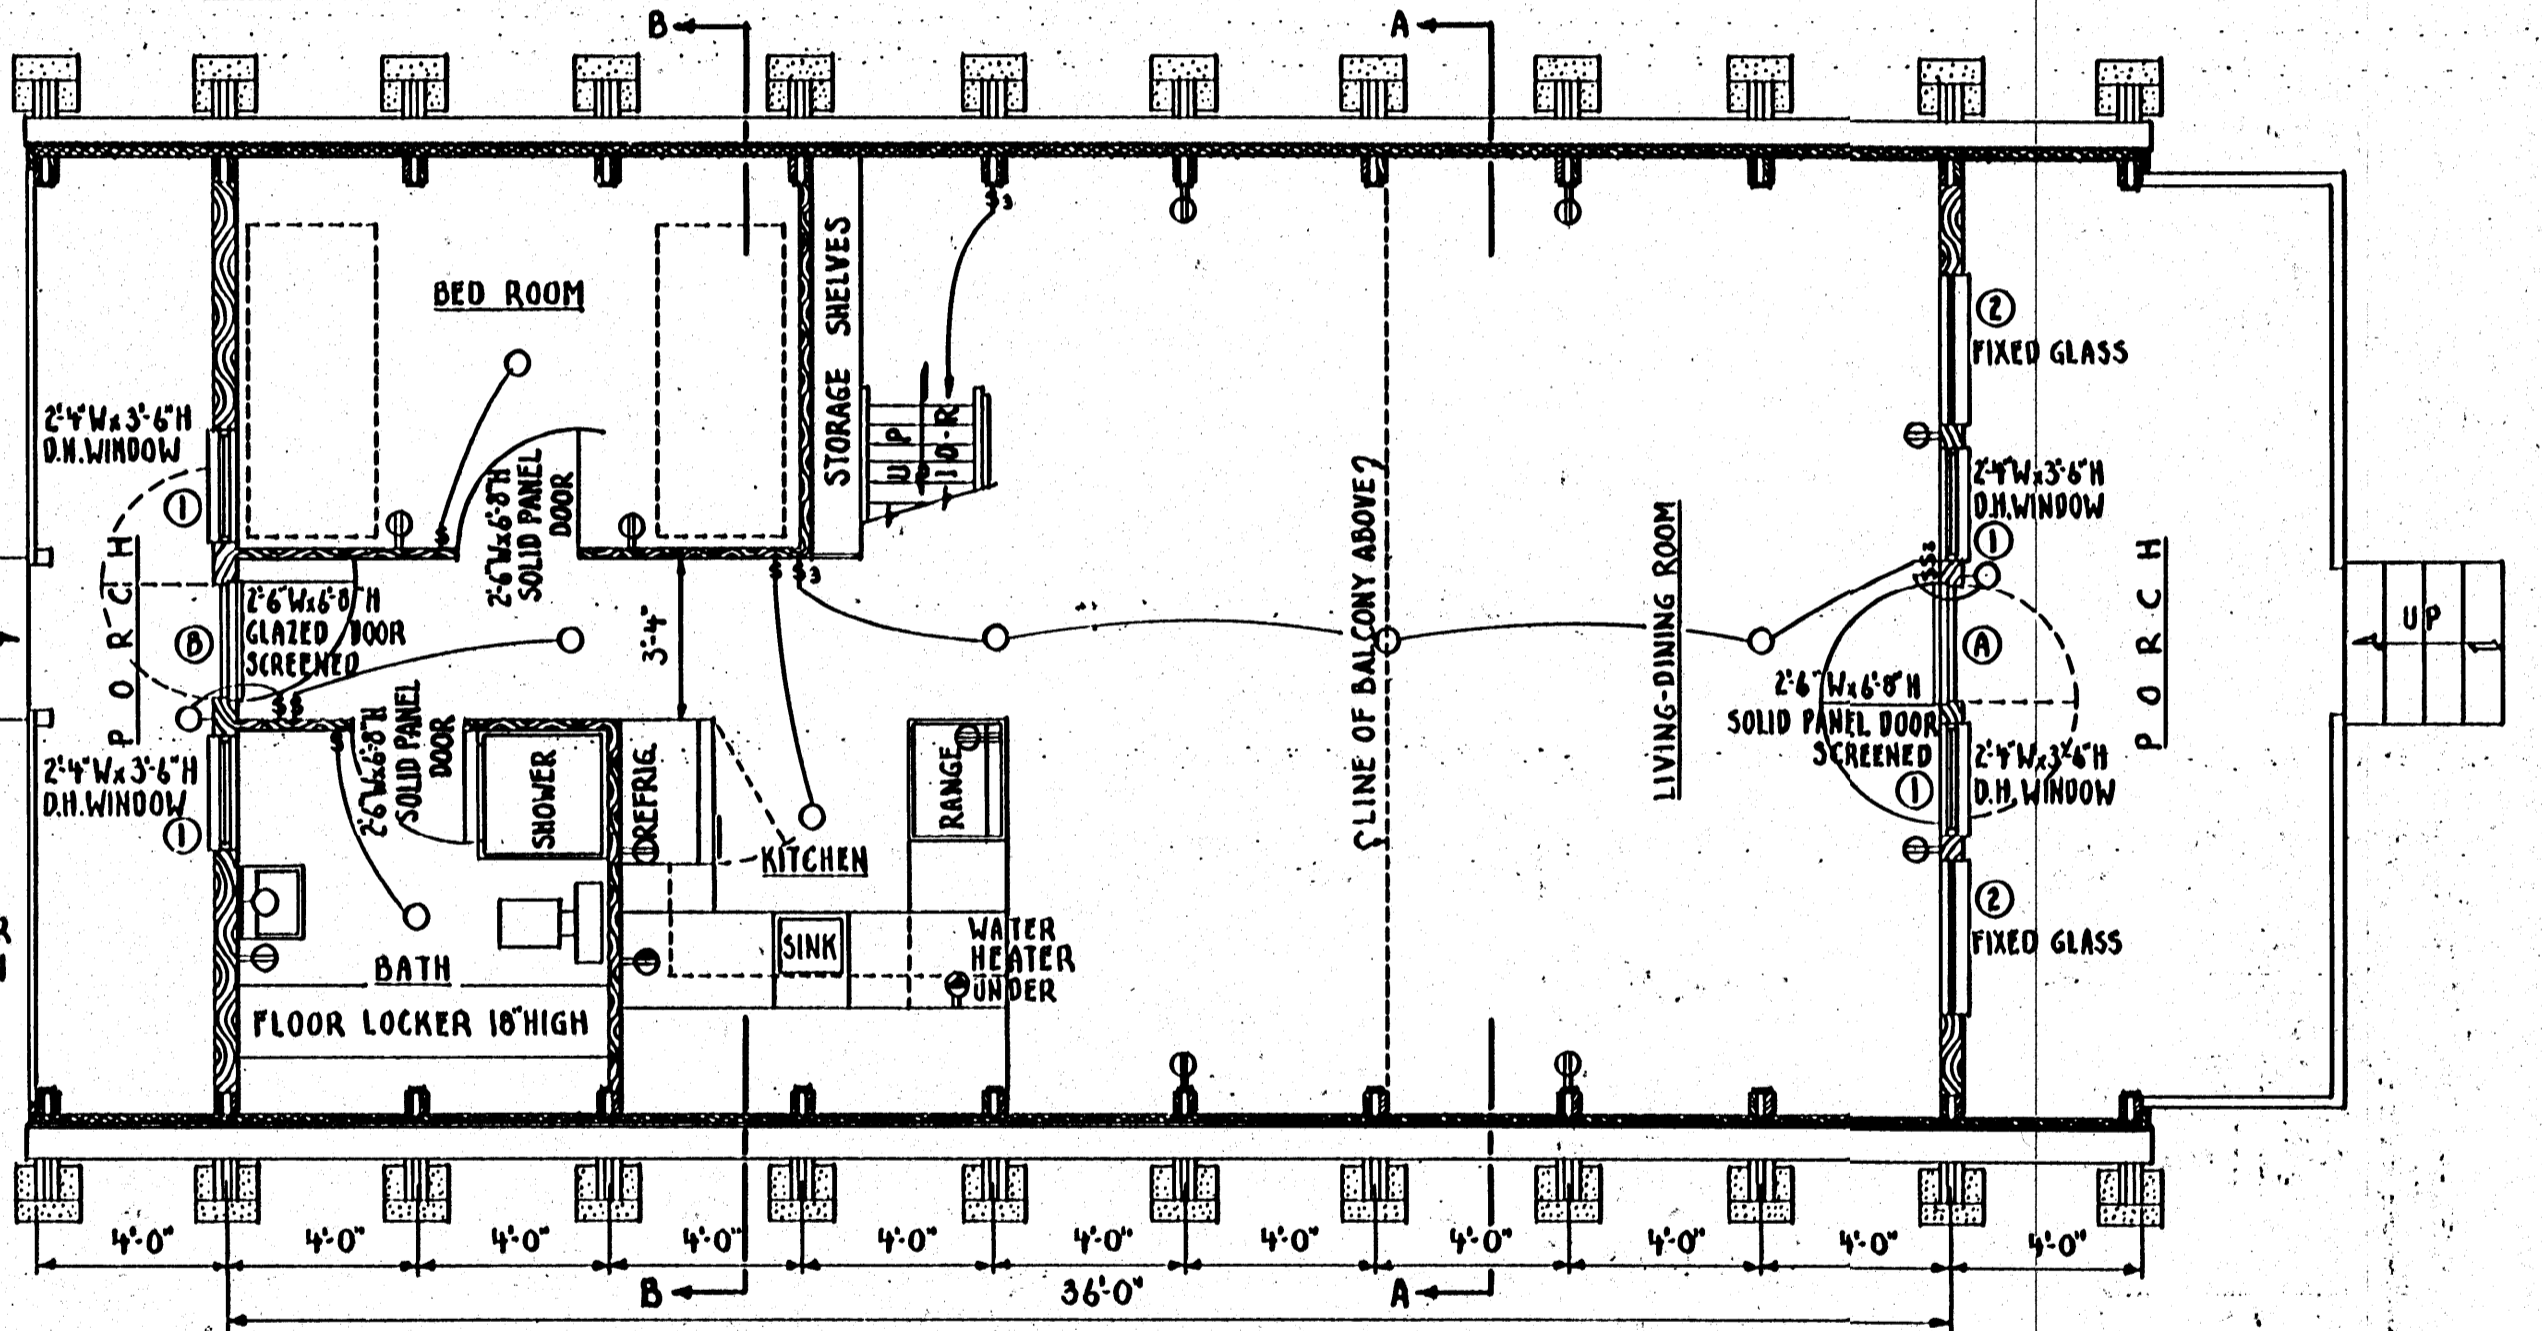 B
A
BED ROOM
STORAGE SHELVES
UP
10-R
2
FIXED GLASS
2'-4"W x 3'-6"H
D.H. WINDOW
1
2'-4"W x 3'-6"H
D.H. WINDOW
1
2'-6"W x 6'-8"H
SOLID PANEL
DOOR
PORCH
B
2'-6"W x 6'-8"H
GLAZED DOOR
SCREENED
3'-4"
LINE OF BALCONY ABOVE
LIVING-DINING ROOM
A
2'-6"W x 6'-8"H
SOLID PANEL DOOR
SCREENED
PORCH
UP
2'-4"W x 3'-6"H
D.H. WINDOW
1
2'-6"W x 6'-8"H
SOLID PANEL
DOOR
SHOWER
REFRIG.
KITCHEN
RANGE
2'-4"W x 3'-6"H
D.H. WINDOW
1
2
FIXED GLASS
SINK
WATER
HEATER
UNDER
BATH
FLOOR LOCKER 18" HIGH
4'-0"
4'-0"
4'-0"
4'-0"
4'-0"
4'-0"
4'-0"
4'-0"
4'-0"
4'-0"
4'-0"
B
A
36'-0"